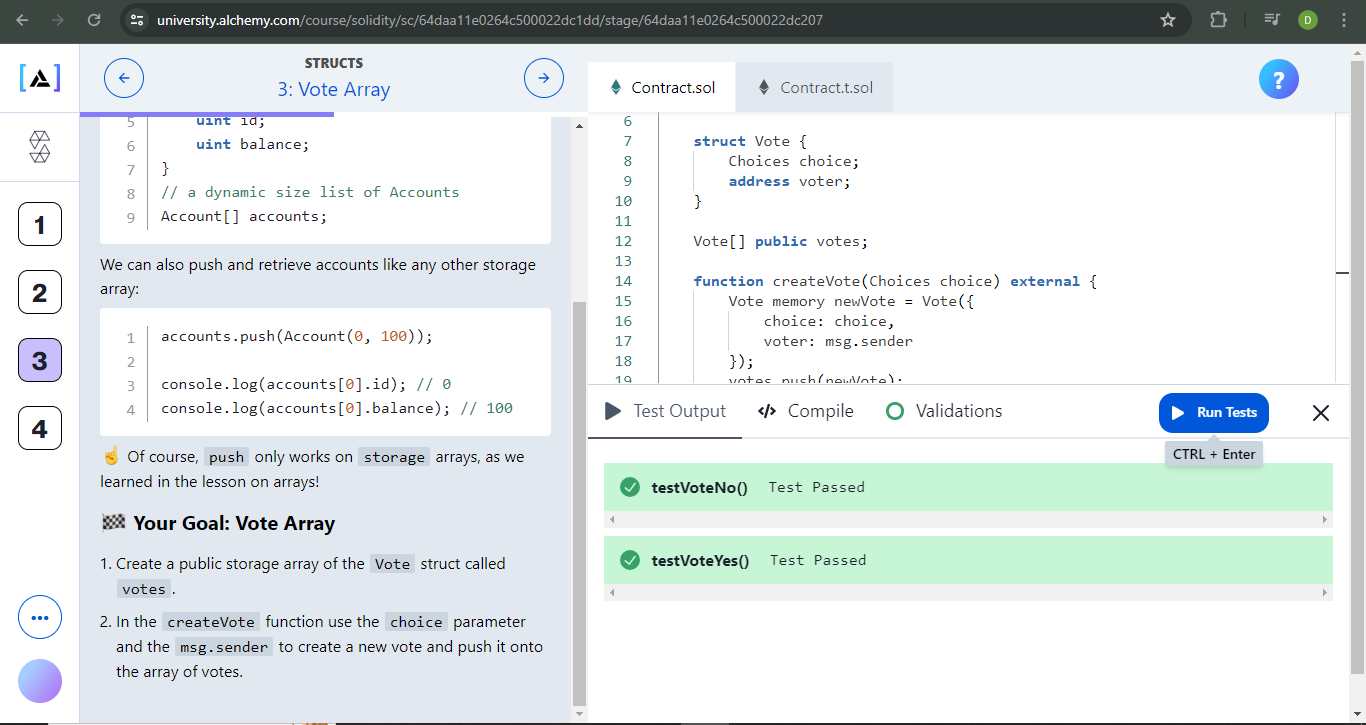 university.alchemy.com/course/solidity/sc/64daa11e0264c500022dc1dd/stage/64daa11e0264c500022dc207
D
STRUCTS
3: Vote Array
1
2
3
4
5 uint id;
6 uint balance;
7 }
8 // a dynamic size list of Accounts
9 Account[] accounts;
We can also push and retrieve accounts like any other storage
array:
1 accounts.push(Account(0, 100));
2
3 console.log(accounts[0].id); // 0
4 console.log(accounts[0].balance); // 100
☝ Of course, push only works on storage arrays, as we
learned in the lesson on arrays!
🏁 Your Goal: Vote Array
1. Create a public storage array of the Vote struct called
votes .
2. In the createVote function use the choice parameter
and the msg.sender to create a new vote and push it onto
the array of votes.
Contract.sol
Contract.t.sol
?
6
7 struct Vote {
8 Choices choice;
9 address voter;
10 }
11
12 Vote[] public votes;
13
14 function createVote(Choices choice) external {
15 Vote memory newVote = Vote({
16 choice: choice,
17 voter: msg.sender
18 });
19 votes.push(newVote);
Test Output
Compile
Validations
Run Tests
CTRL + Enter
testVoteNo() Test Passed
testVoteYes() Test Passed